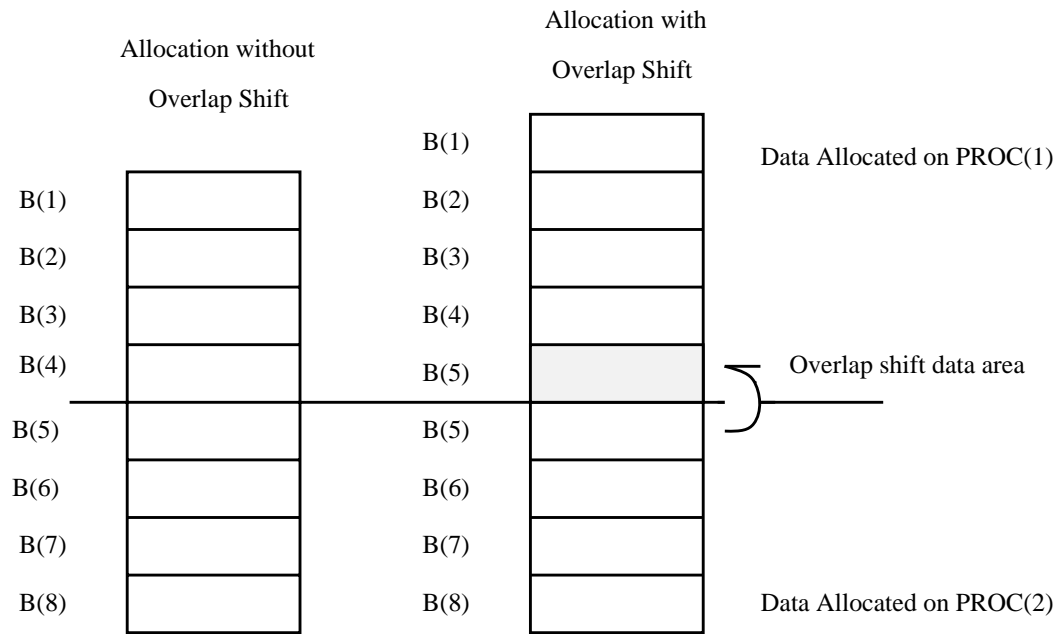 Allocation without
Overlap Shift
B(1)
B(2)
B(3)
B(4)
B(5)
B(6)
B(7)
B(8)
Allocation with
Overlap Shift
B(1)
B(2)
B(3)
B(4)
B(5)
B(5)
B(6)
B(7)
B(8)
Data Allocated on PROC(1)
Overlap shift data area
Data Allocated on PROC(2)